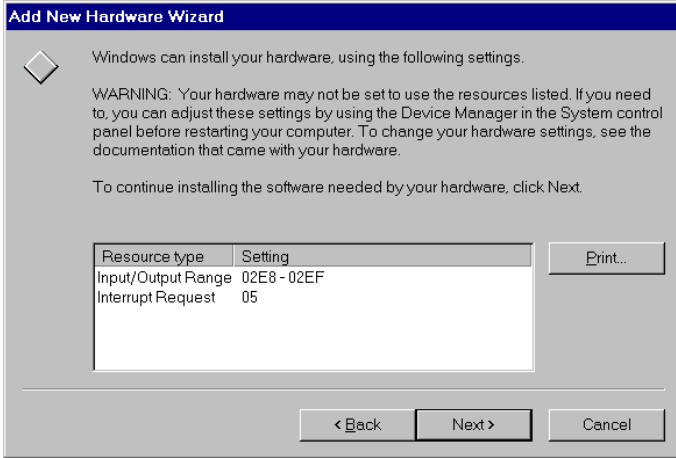 Add New Hardware Wizard
Windows can install your hardware, using the following settings.
WARNING: Your hardware may not be set to use the resources listed. If you need
to, you can adjust these settings by using the Device Manager in the System control
panel before restarting your computer. To change your hardware settings, see the
documentation that came with your hardware.
To continue installing the software needed by your hardware, click Next.
Resource type Setting
Input/Output Range 02E8 - 02EF
Interrupt Request 05
Print...
< Back Next > Cancel